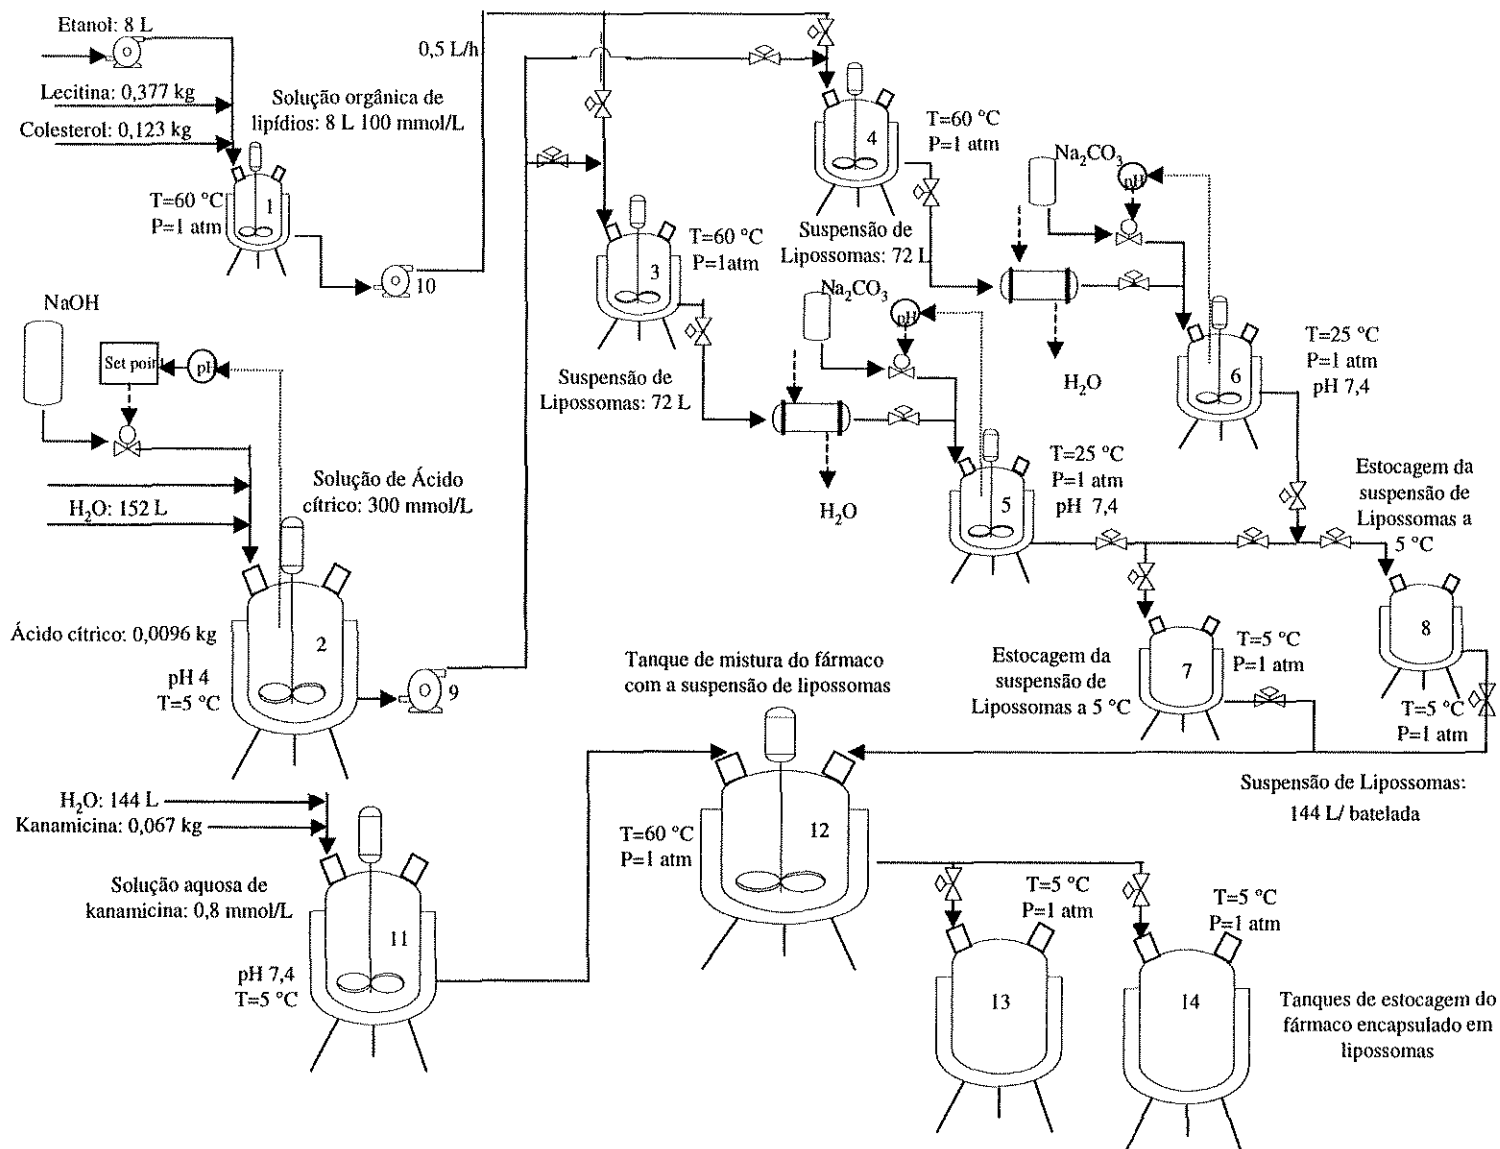 Etanol: 8 L
Lecitina: 0,377 kg
Colesterol: 0,123 kg
Solução orgânica de
lipídios: 8 L 100 mmol/L
T=60 °C
P=1 atm
1
10
0,5 L/h
4
T=60 °C
P=1 atm
Suspensão de
Lipossomas: 72 L
3
T=60 °C
P=1atm
Suspensão de
Lipossomas: 72 L
Na2CO3
pH
H2O
Na2CO3
pH
H2O
6
T=25 °C
P=1 atm
pH 7,4
5
T=25 °C
P=1 atm
pH 7,4
NaOH
Set point
pH
H2O: 152 L
Solução de Ácido
cítrico: 300 mmol/L
Ácido cítrico: 0,0096 kg
2
pH 4
T=5 °C
9
Estocagem da
suspensão de
Lipossomas a
5 °C
8
T=5 °C
P=1 atm
7
T=5 °C
P=1 atm
Estocagem da
suspensão de
Lipossomas a 5 °C
Suspensão de Lipossomas:
144 L/ batelada
Tanque de mistura do fármaco
com a suspensão de lipossomas
12
T=60 °C
P=1 atm
H2O: 144 L
Kanamicina: 0,067 kg
Solução aquosa de
kanamicina: 0,8 mmol/L
11
pH 7,4
T=5 °C
T=5 °C
P=1 atm
13
T=5 °C
P=1 atm
14
Tanques de estocagem do
fármaco encapsulado em
lipossomas